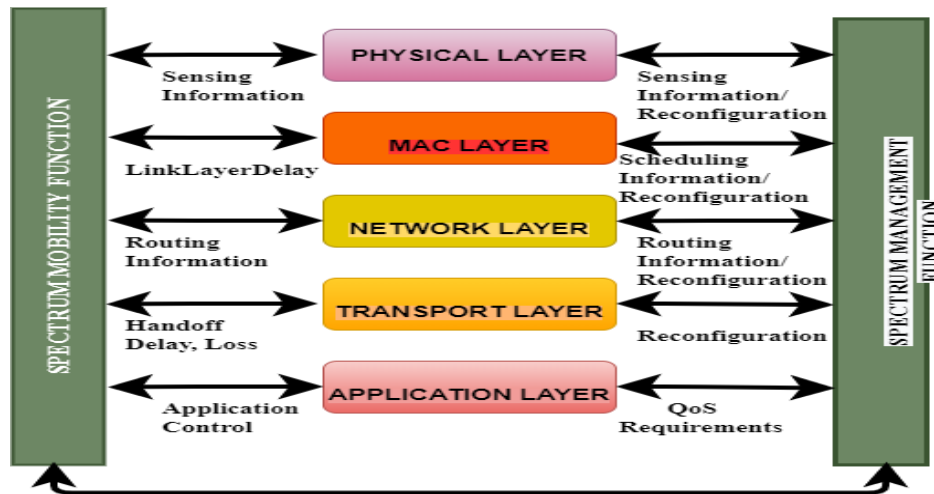 SPECTRUM MOBILITY FUNCTION
PHYSICAL LAYER
Sensing
Information
Sensing
Information/
Reconfiguration
MAC LAYER
LinkLayerDelay
Scheduling
Information/
Reconfiguration
NETWORK LAYER
Routing
Information
Routing
Information/
Reconfiguration
TRANSPORT LAYER
Handoff
Delay, Loss
Reconfiguration
APPLICATION LAYER
Application
Control
QoS
Requirements
SPECTRUM MANAGEMENT
FUNCTION